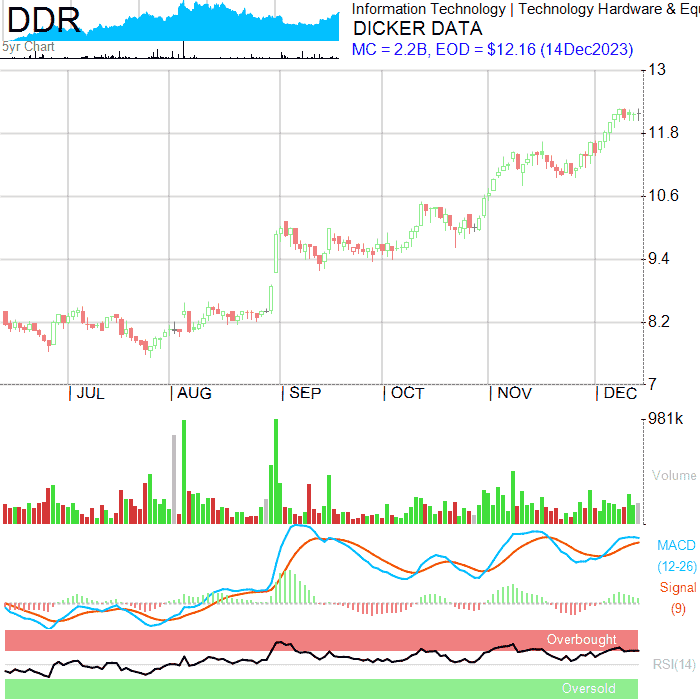 DDR
5yr Chart
Information Technology | Technology Hardware & Equ
DICKER DATA
MC = 2.2B, EOD = $12.16 (14Dec2023)
13
11.8
10.6
9.4
8.2
7
| JUL | AUG | SEP | OCT | NOV | DEC
981k
Volume
MACD
(12-26)
Signal
(9)
Overbought
RSI(14)
Oversold